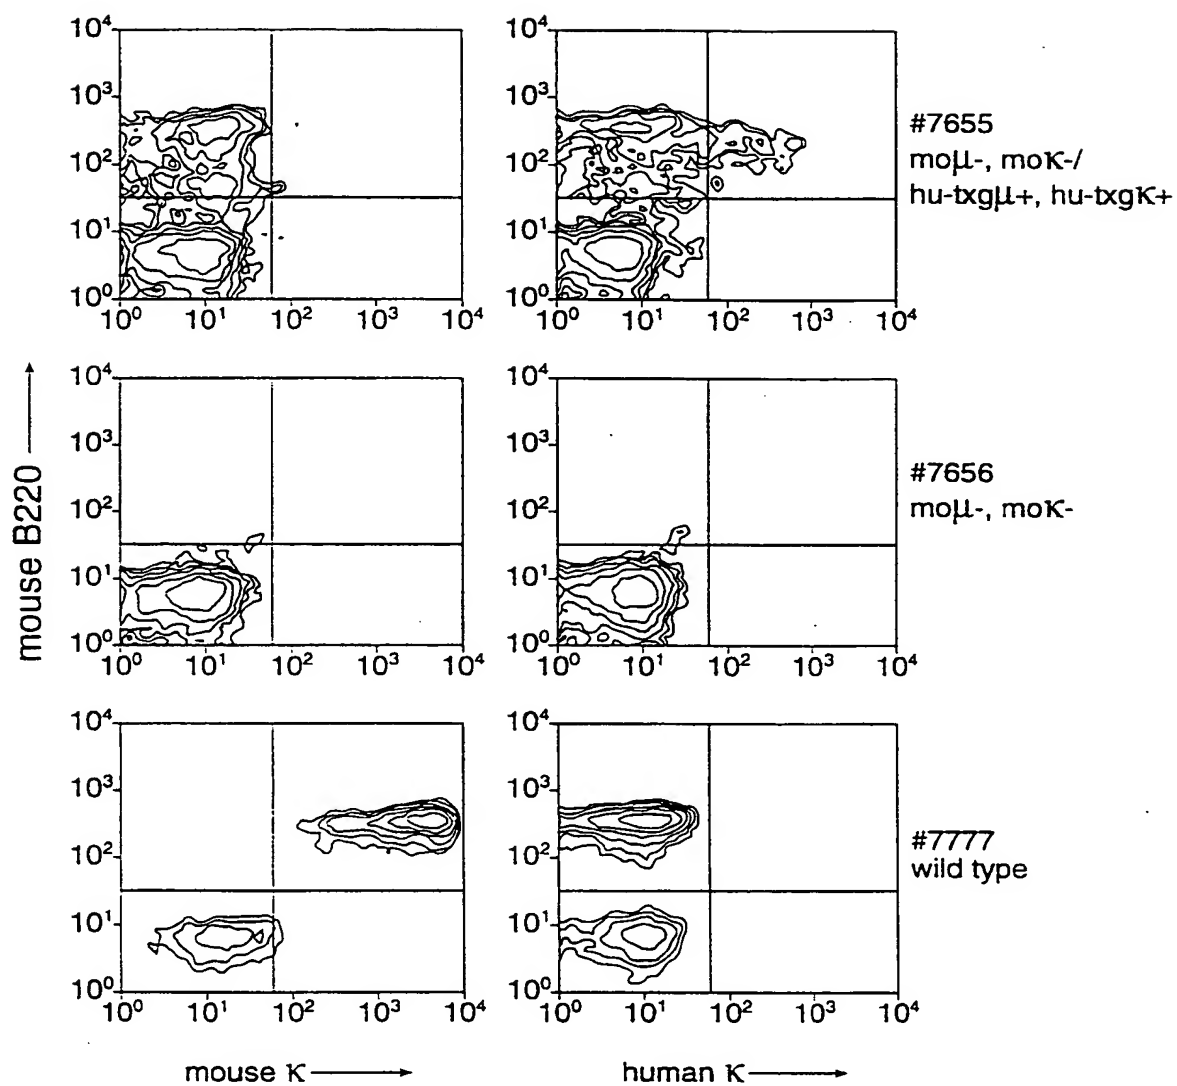 10⁴ 10³ 10² 10¹ 10⁰
10⁰ 10¹ 10² 10³ 10⁴
10⁴ 10³ 10² 10¹ 10⁰
10⁰ 10¹ 10² 10³ 10⁴
#7655
moμ-, moκ-/
hu-txgμ+, hu-txgκ+
mouse B220
10⁴ 10³ 10² 10¹ 10⁰
10⁰ 10¹ 10² 10³ 10⁴
10⁴ 10³ 10² 10¹ 10⁰
10⁰ 10¹ 10² 10³ 10⁴
#7656
moμ-, moκ-
10⁴ 10³ 10² 10¹ 10⁰
10⁰ 10¹ 10² 10³ 10⁴
10⁴ 10³ 10² 10¹ 10⁰
10⁰ 10¹ 10² 10³ 10⁴
#7777
wild type
mouse κ
human κ